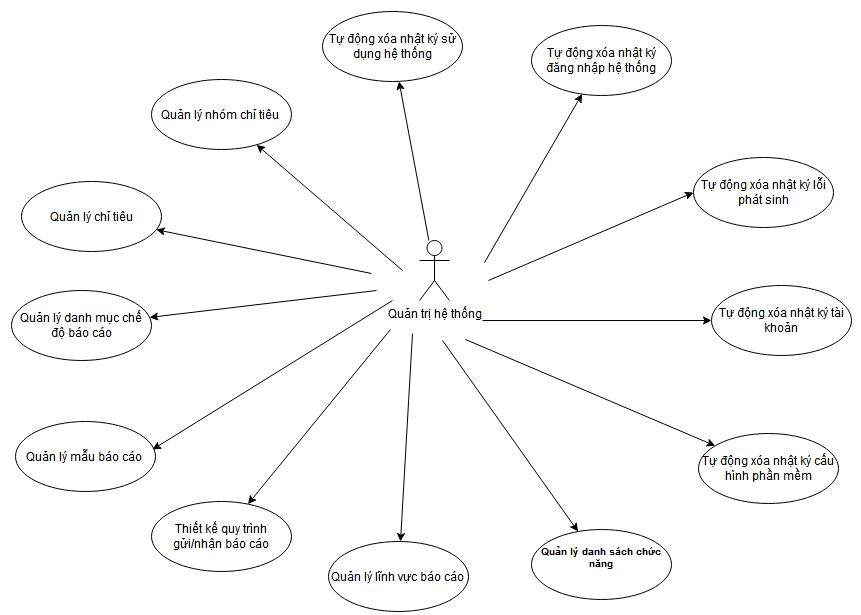 Tự động xóa nhật ký sử
dụng hệ thống
Tự động xóa nhật ký
đăng nhập hệ thống
Quản lý nhóm chỉ tiêu
Tự động xóa nhật ký lỗi
phát sinh
Quản lý chỉ tiêu
Quản lý danh mục chế
độ báo cáo
Quản trị hệ thống
Tự động xóa nhật ký tài
khoản
Quản lý mẫu báo cáo
Tự động xóa nhật ký cấu
hình phần mềm
Thiết kế quy trình
gửi/nhận báo cáo
Quản lý lĩnh vực báo cáo
Quản lý danh sách chức
năng